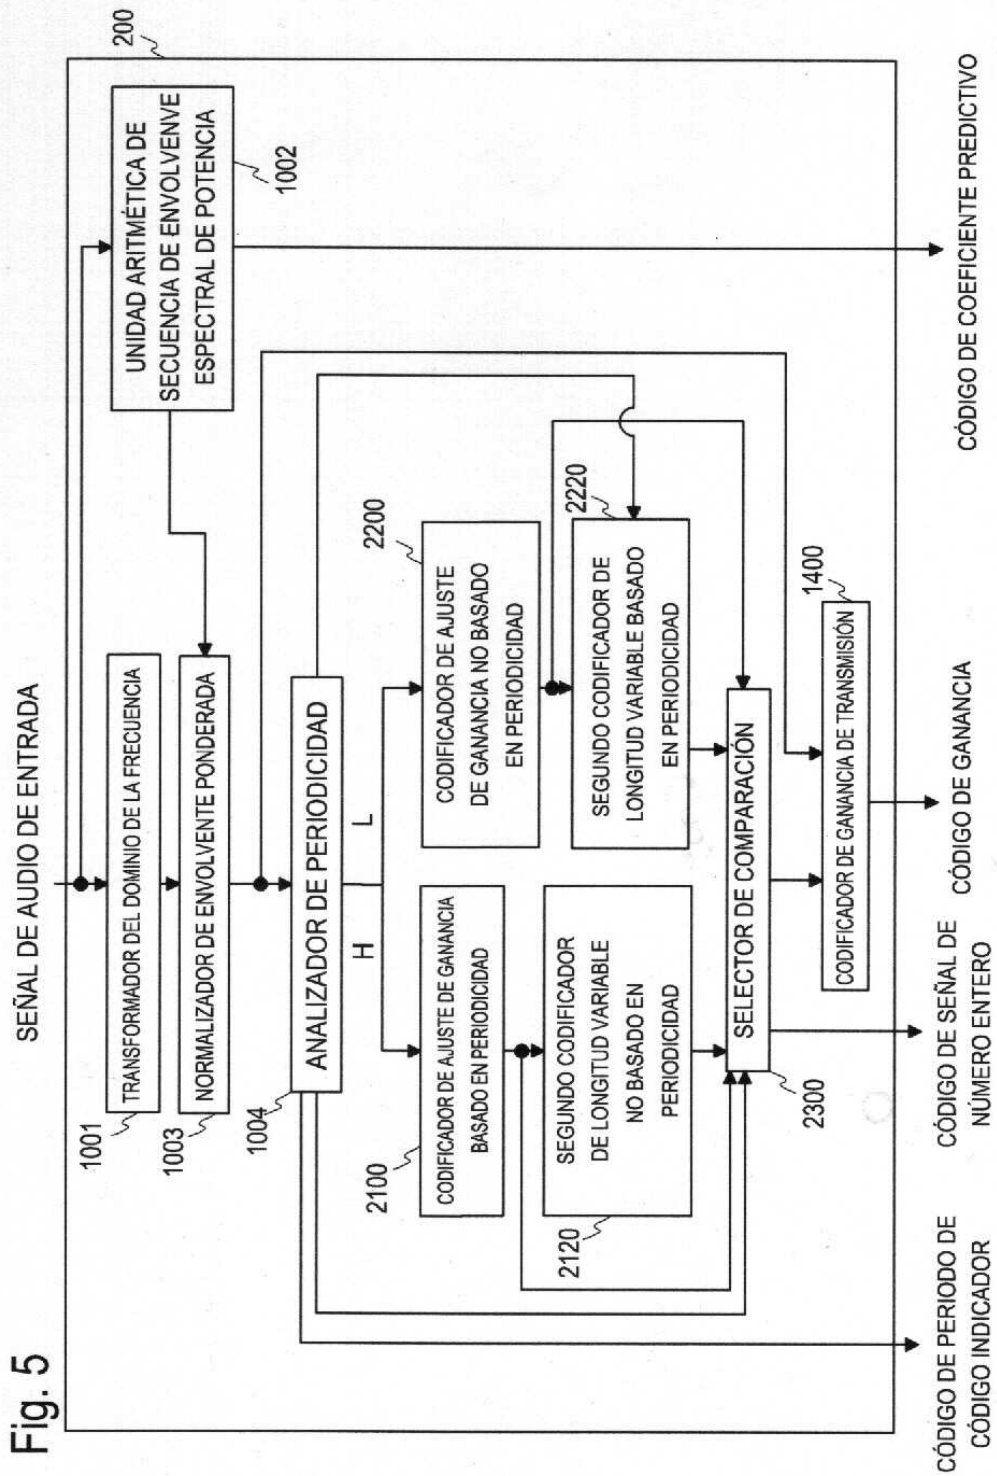 Fig. 5
SEÑAL DE AUDIO DE ENTRADA
200
1001
TRANSFORMADOR DEL DOMINIO DE LA FRECUENCIA
UNIDAD ARITMÉTICA DE
SECUENCIA DE ENVOLVENVE
ESPECTRAL DE POTENCIA
1002
1003
NORMALIZADOR DE ENVOLVENTE PONDERADA
1004
ANALIZADOR DE PERIODICIDAD
H
L
2100
CODIFICADOR DE AJUSTE DE GANANCIA
BASADO EN PERIODICIDAD
2200
CODIFICADOR DE AJUSTE
DE GANANCIA NO BASADO
EN PERIODICIDAD
2120
SEGUNDO CODIFICADOR
DE LONGITUD VARIABLE
NO BASADO EN
PERIODICIDAD
2220
SEGUNDO CODIFICADOR DE
LONGITUD VARIABLE BASADO
EN PERIODICIDAD
SELECTOR DE COMPARACIÓN
2300
1400
CODIFICADOR DE GANANCIA DE TRANSMISIÓN
CÓDIGO DE PERIODO DE
CÓDIGO INDICADOR
CÓDIGO DE SEÑAL DE
NÚMERO ENTERO
CÓDIGO DE GANANCIA
CÓDIGO DE COEFICIENTE PREDICTIVO